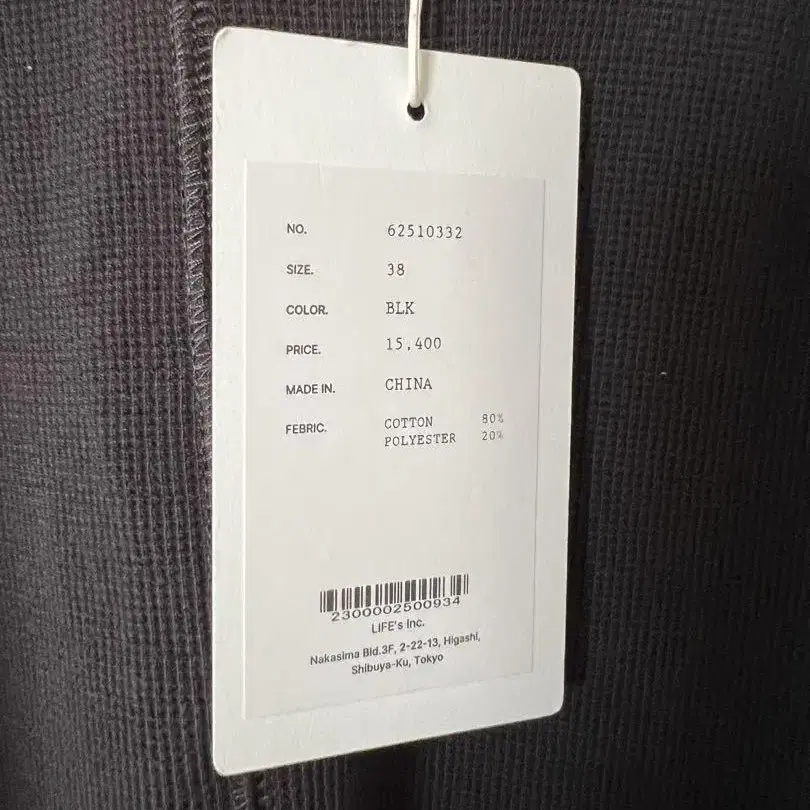 NO. 62510332
SIZE. 38
COLOR. BLK
PRICE. 15,400
MADE IN. CHINA
FEBRIC. COTTON 80%
POLYESTER 20%
2300002500934
LIFE's Inc.
Nakasima Bld.3F, 2-22-13, Higashi,
Shibuya-Ku, Tokyo